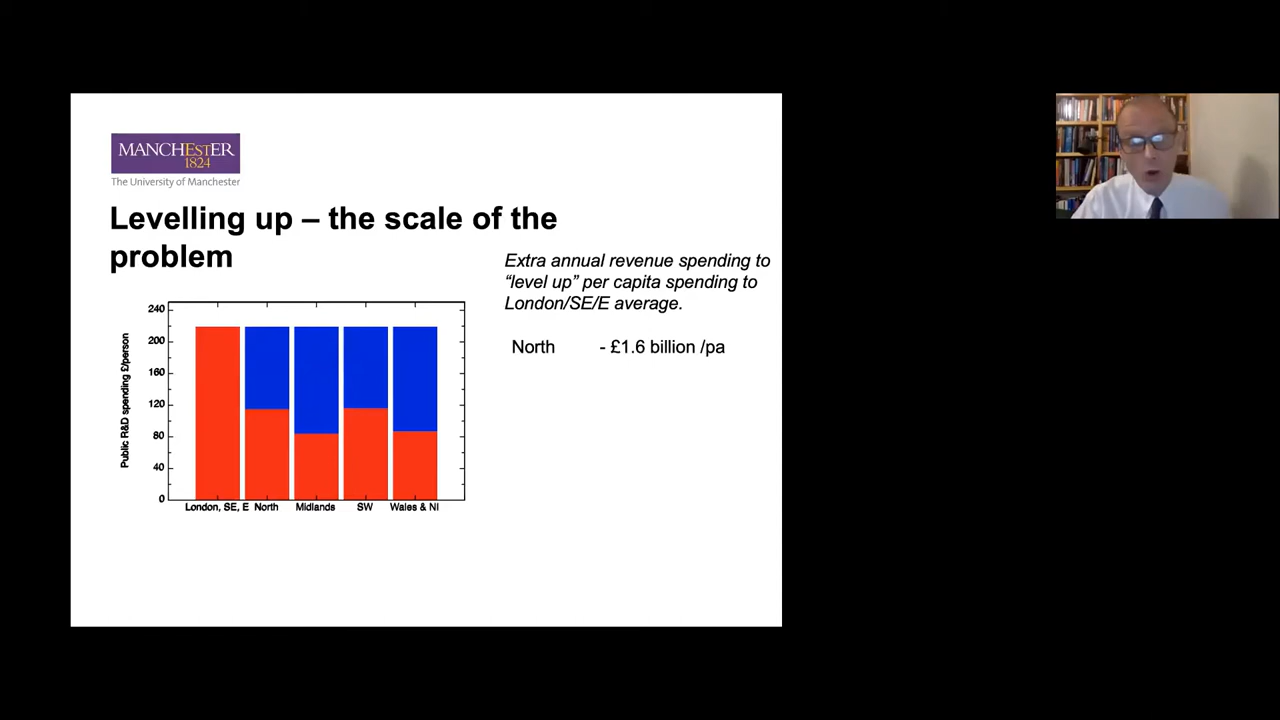 MANCHEsTER
1824
The University of Manchester
Levelling up – the scale of the
problem
Extra annual revenue spending to
“level up” per capita spending to
London/SE/E average.
North - £1.6 billion /pa
Public R&D spending £/person
240
200
160
120
80
40
0
London, SE, E North Midlands SW Wales & NI